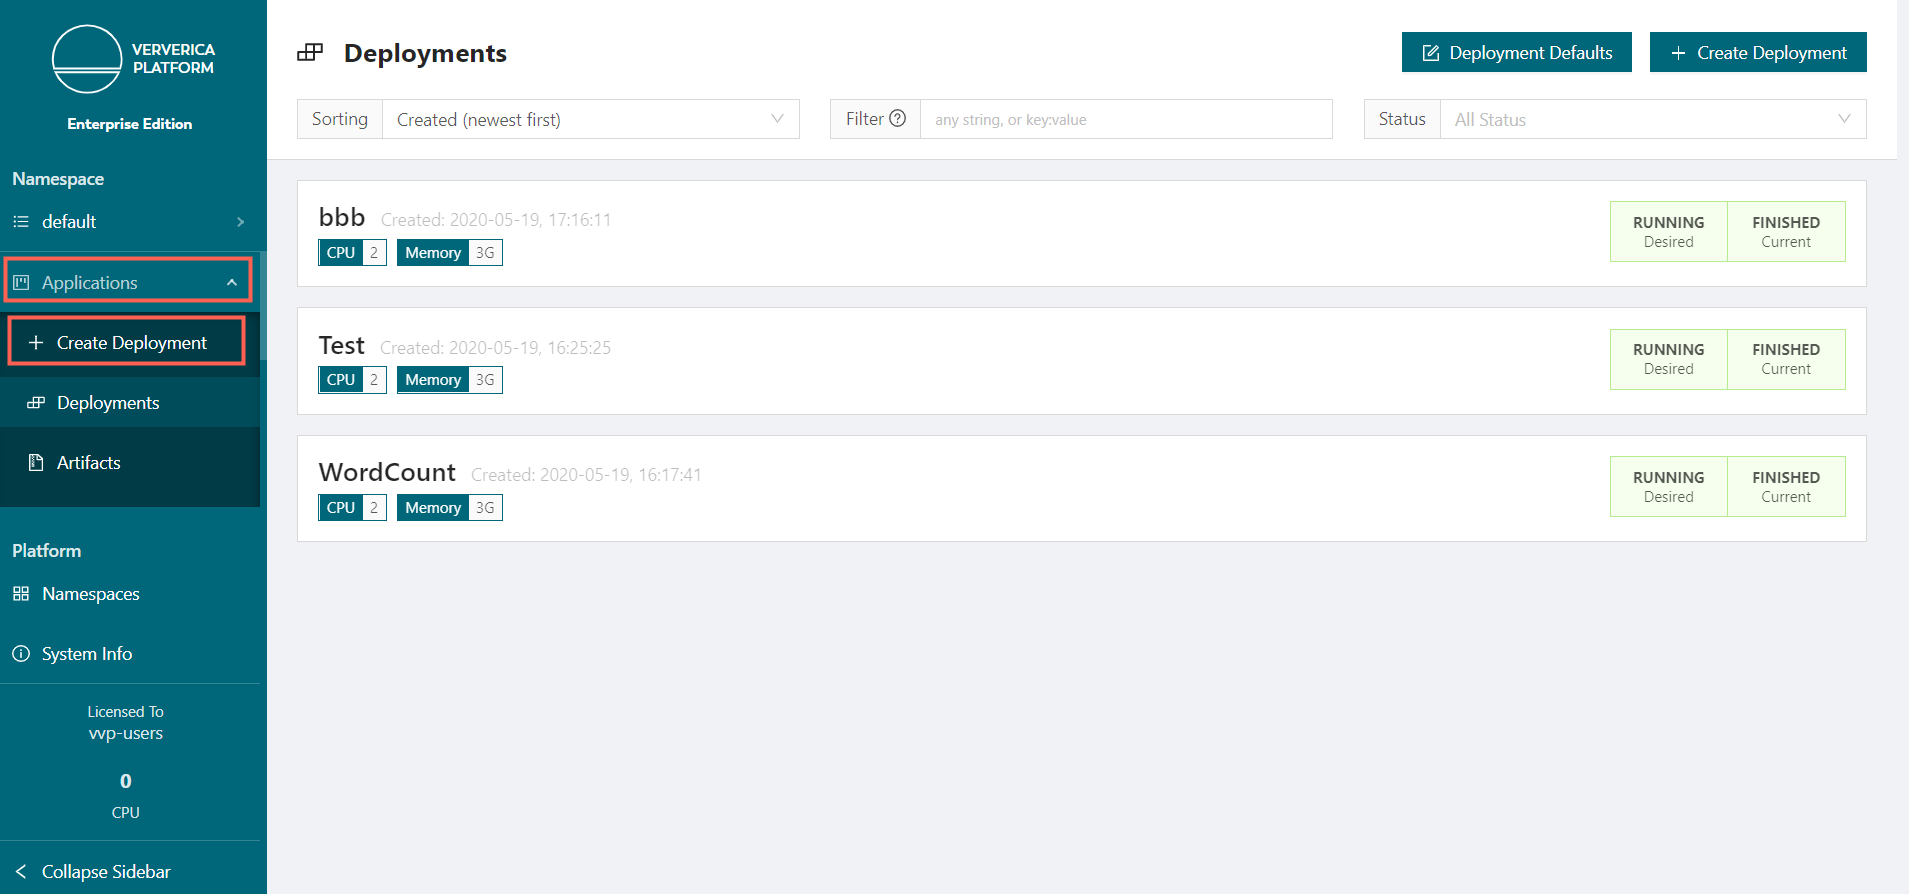 VERVERICA
PLATFORM
Enterprise Edition
Namespace
default
Applications
Create Deployment
Deployments
Artifacts
Platform
Namespaces
System Info
Licensed To
vvp-users
0
CPU
Collapse Sidebar
Deployments
Deployment Defaults
Create Deployment
Sorting Created (newest first)
Filter any string, or key:value
Status All Status
bbb Created: 2020-05-19, 17:16:11
CPU 2 Memory 3G
RUNNING
Desired
FINISHED
Current
Test Created: 2020-05-19, 16:25:25
CPU 2 Memory 3G
RUNNING
Desired
FINISHED
Current
WordCount Created: 2020-05-19, 16:17:41
CPU 2 Memory 3G
RUNNING
Desired
FINISHED
Current